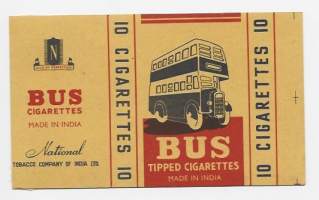 N
BUS
CIGARETTES
MADE IN INDIA
National
TOBACCO COMPANY OF INDIA LTD.
10 CIGARETTES 10
BUS
TIPPED CIGARETTES
MADE IN INDIA
10 CIGARETTES 10